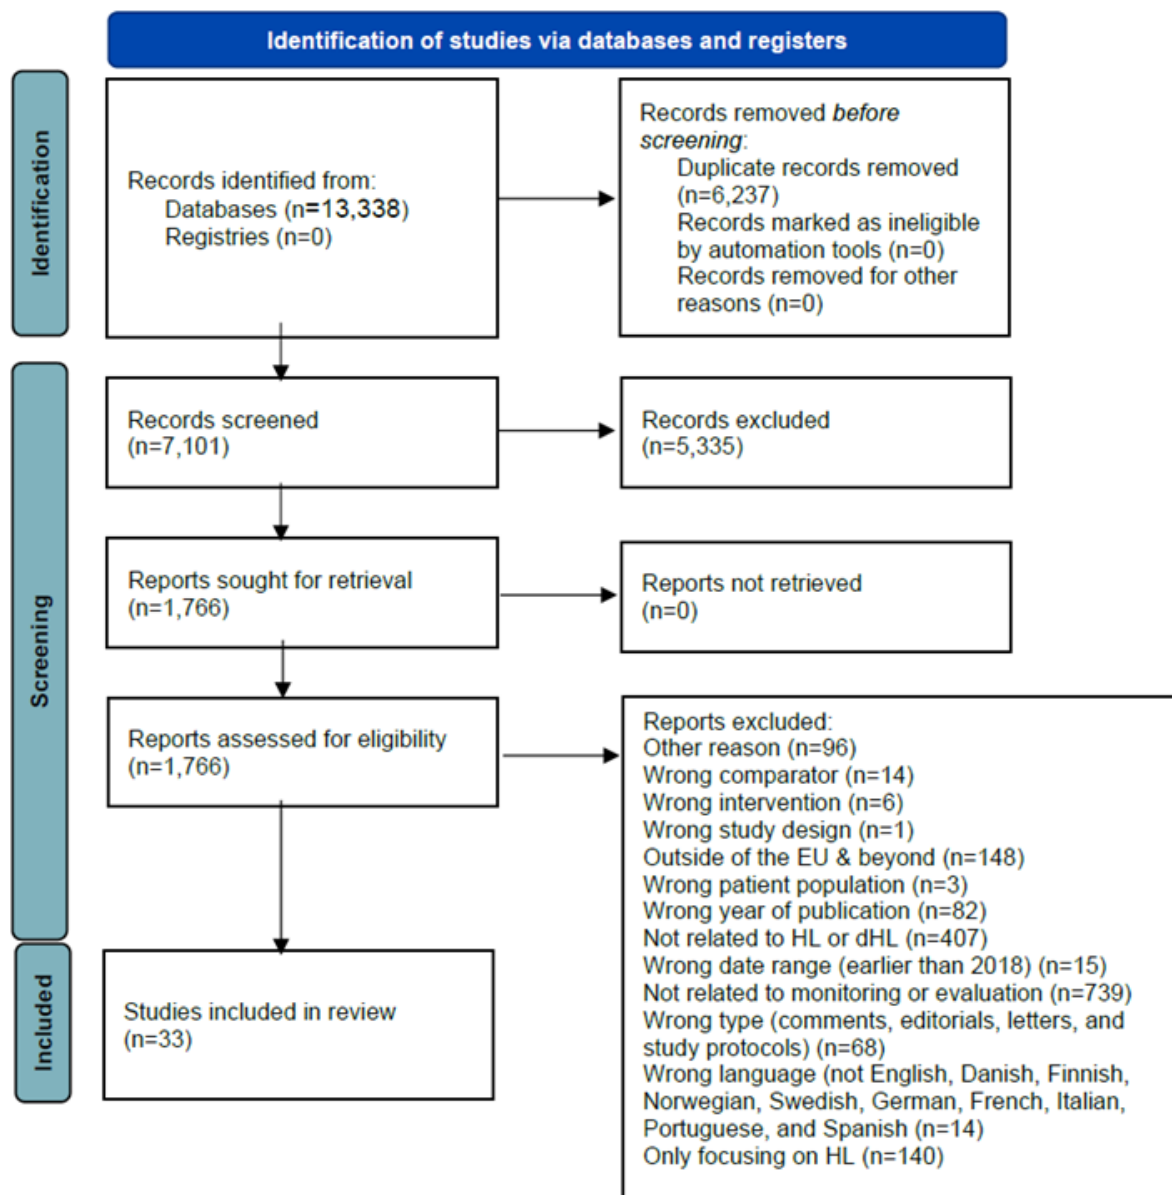 Identification of studies via databases and registers
Identification
Records identified from:
Databases (n=13,338)
Registries (n=0)
Records removed before
screening:
Duplicate records removed
(n=6,237)
Records marked as ineligible
by automation tools (n=0)
Records removed for other
reasons (n=0)
Screening
Records screened
(n=7,101)
Records excluded
(n=5,335)
Reports sought for retrieval
(n=1,766)
Reports not retrieved
(n=0)
Reports assessed for eligibility
(n=1,766)
Reports excluded:
Other reason (n=96)
Wrong comparator (n=14)
Wrong intervention (n=6)
Wrong study design (n=1)
Outside of the EU & beyond (n=148)
Wrong patient population (n=3)
Wrong year of publication (n=82)
Not related to HL or dHL (n=407)
Wrong date range (earlier than 2018) (n=15)
Not related to monitoring or evaluation (n=739)
Wrong type (comments, editorials, letters, and
study protocols) (n=68)
Wrong language (not English, Danish, Finnish,
Norwegian, Swedish, German, French, Italian,
Portuguese, and Spanish (n=14)
Only focusing on HL (n=140)
Included
Studies included in review
(n=33)